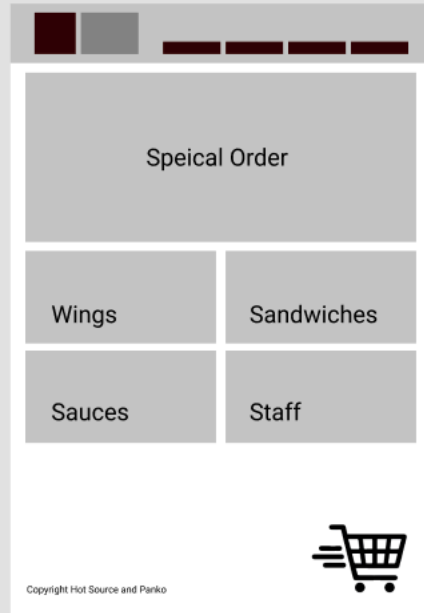 Speical Order
Wings
Sandwiches
Sauces
Staff
Copyright Hot Source and Panko